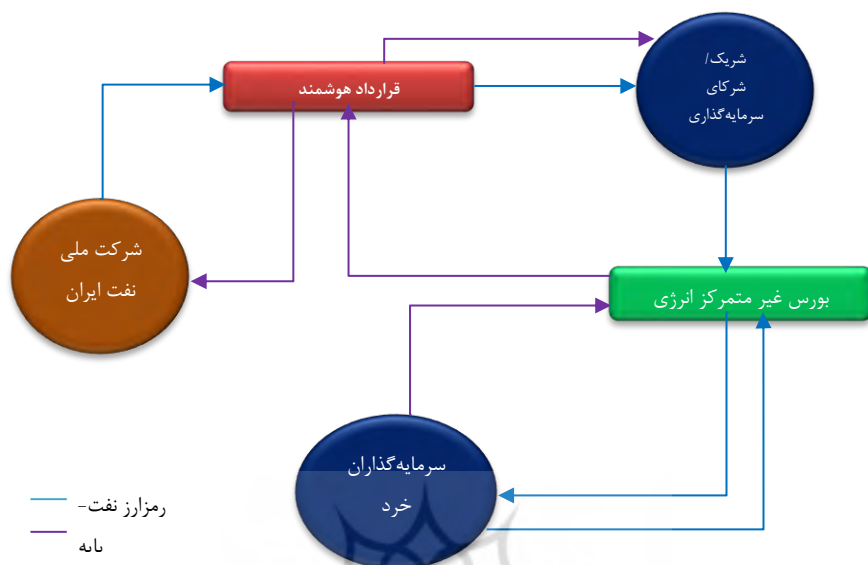 شریک/
شرکای
سرمایه‌گذاری
قرارداد هوشمند
شرکت ملی
نفت ایران
بورس غیر متمرکز انرژی
سرمایه‌گذاران
خرد
رمزارز نفت-
پایه